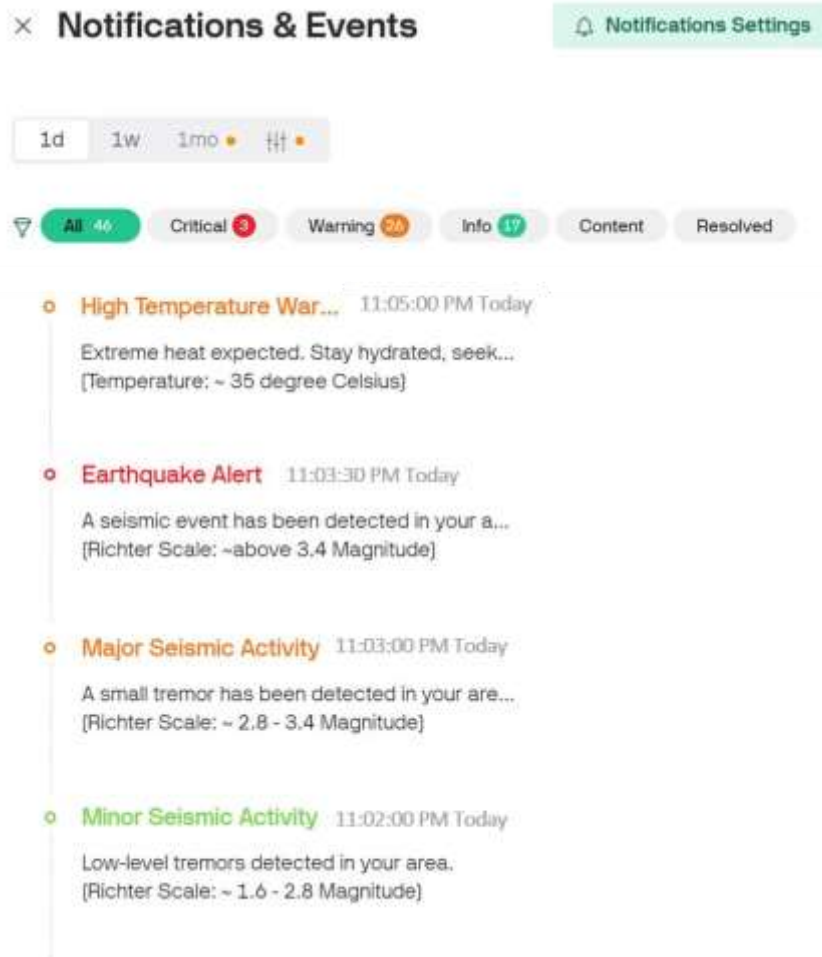 Notifications & Events
Notifications Settings
1d 1w 1mo
All 46 Critical 3 Warning 26 Info 17 Content Resolved
High Temperature War... 11:05:00 PM Today
Extreme heat expected. Stay hydrated, seek...
[Temperature: ~ 35 degree Celsius]
Earthquake Alert 11:03:30 PM Today
A seismic event has been detected in your a...
[Richter Scale: ~above 3.4 Magnitude]
Major Seismic Activity 11:03:00 PM Today
A small tremor has been detected in your are...
[Richter Scale: ~ 2.8 - 3.4 Magnitude]
Minor Seismic Activity 11:02:00 PM Today
Low-level tremors detected in your area.
[Richter Scale: ~ 1.6 - 2.8 Magnitude]